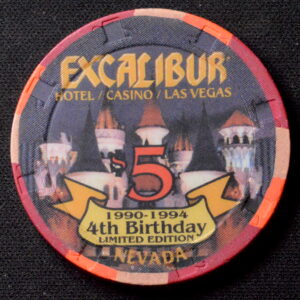 EXCALIBUR
HOTEL / CASINO / LAS VEGAS
$5
1990-1994
4th Birthday
LIMITED EDITION
NEVADA